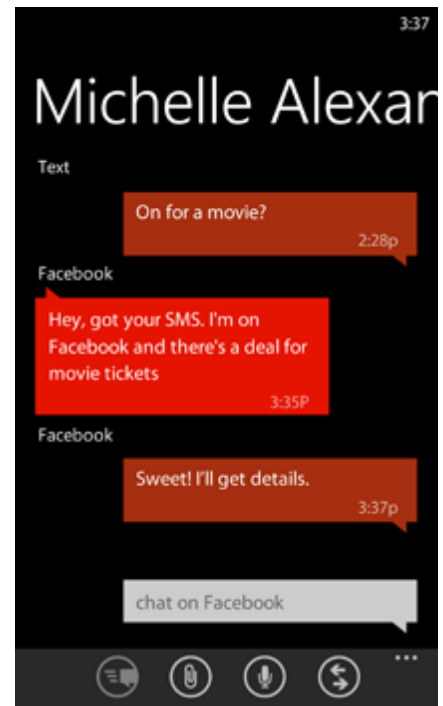 3:37
Michelle Alexan
Text
On for a movie?
2:28p
Facebook
Hey, got your SMS. I'm on
Facebook and there's a deal for
movie tickets
3:35P
Facebook
Sweet! I'll get details.
3:37p
chat on Facebook